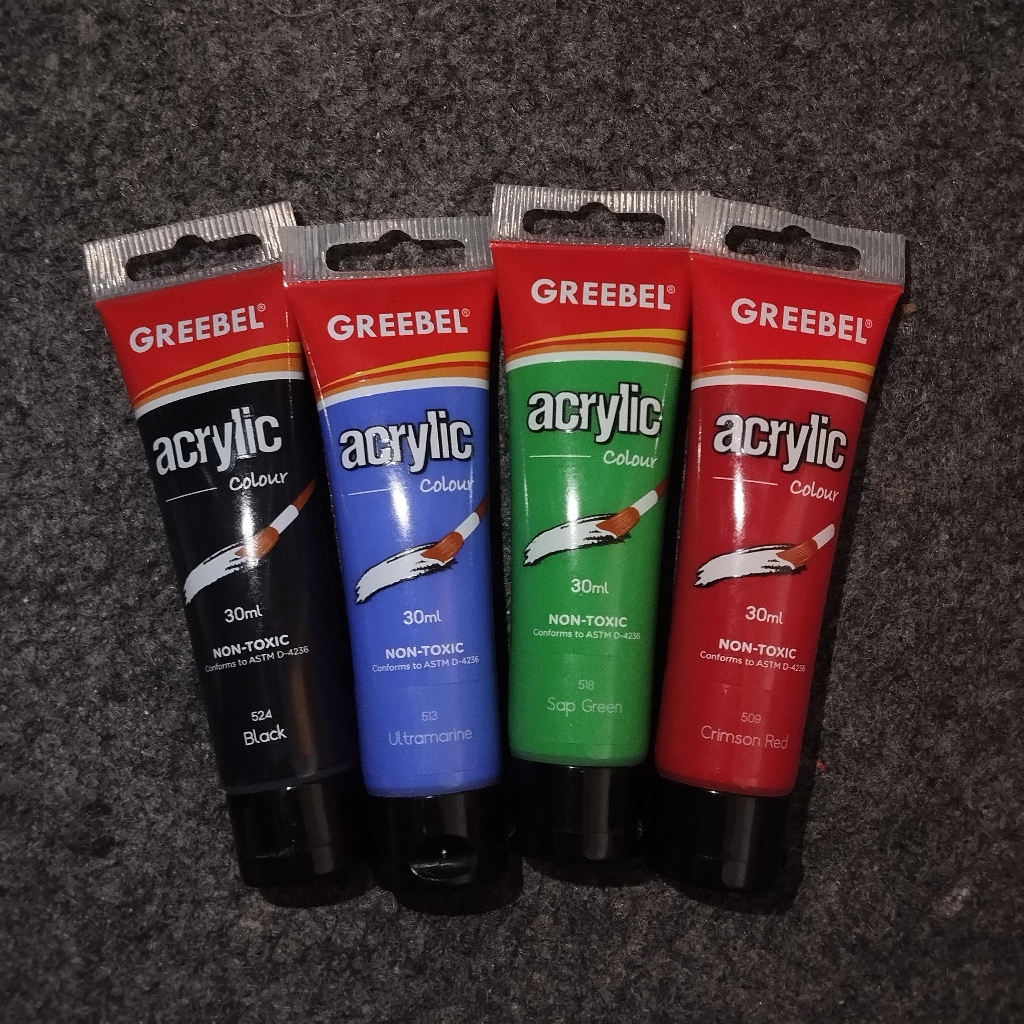 GREEBEL®
acrylic
Colour
30ml
NON-TOXIC
Conforms to ASTM D-4236
524
Black
GREEBEL®
acrylic
Colour
30ml
NON-TOXIC
Conforms to ASTM D-4236
513
Ultramarine
GREEBEL®
acrylic
Colour
30ml
NON-TOXIC
Conforms to ASTM D-4236
518
Sap Green
GREEBEL®
acrylic
Colour
30ml
NON-TOXIC
Conforms to ASTM D-4236
509
Crimson Red